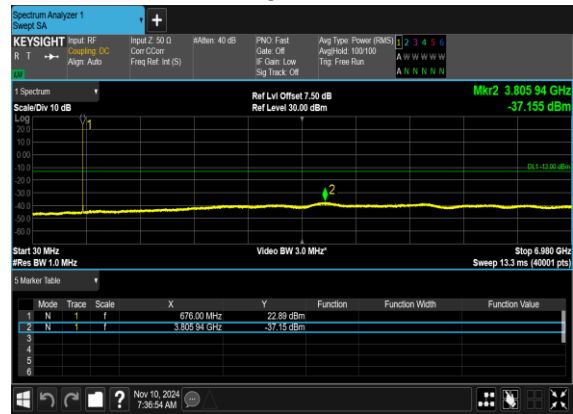 Spectrum Analyzer 1
Swept SA
+
KEYSIGHT Input: RF Input Z: 50 Ω #Atten: 40 dB PNO: Fast Avg Type: Power (RMS) 1 2 3 4 5 6
R T Coupling: DC Corr CCorr Gate: Off Avg|Hold: 100/100 A W W W W W
Align: Auto Freq Ref: Int (S) IF Gain: Low Trig: Free Run
LU Sig Track: Off A N N N N N
1 Spectrum Ref Lvl Offset 7.50 dB Mkr2 3.805 94 GHz
Scale/Div 10 dB Ref Level 30.00 dBm -37.155 dBm
Log
1
20.0
10.0
0.00
-10.0 DL1 -13.00 dBm
-20.0
-30.0 2
-40.0
-50.0
-60.0
Start 30 MHz Video BW 3.0 MHz* Stop 6.980 GHz
#Res BW 1.0 MHz Sweep 13.3 ms (40001 pts)
5 Marker Table
Mode Trace Scale X Y Function Function Width Function Value
1 N 1 f 676.00 MHz 22.89 dBm
2 N 1 f 3.805 94 GHz -37.15 dBm
3
4
5
6
? Nov 10, 2024
7:36:54 AM